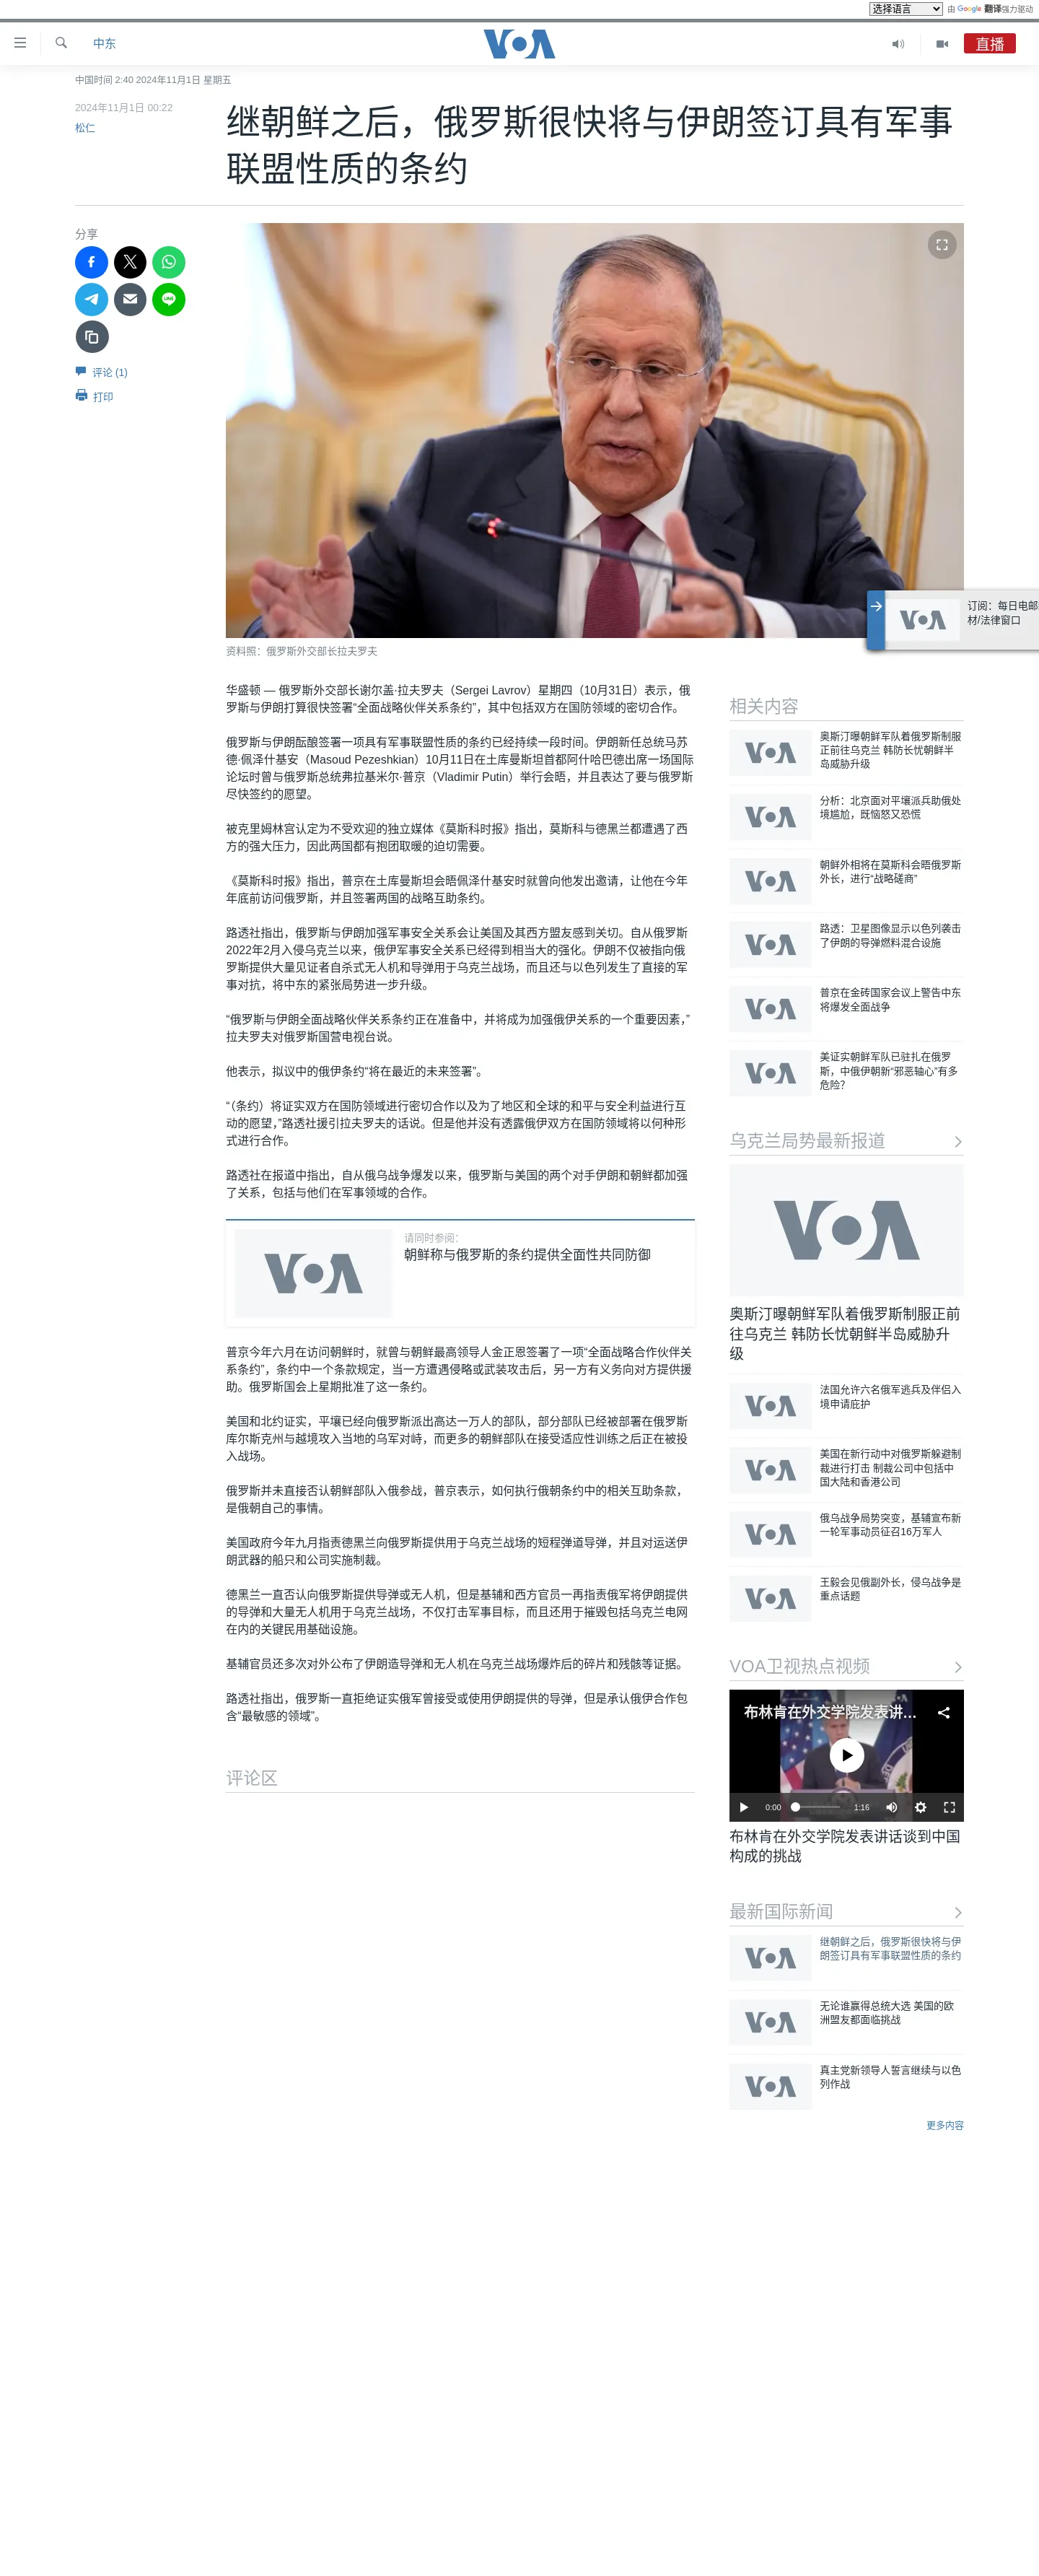 选择语言
由 Google 翻译强力驱动
中东
VOA
直播
中国时间 2:40 2024年11月1日 星期五
2024年11月1日 00:22
松仁
继朝鲜之后，俄罗斯很快将与伊朗签订具有军事
联盟性质的条约
分享
评论 (1)
打印
资料照：俄罗斯外交部长拉夫罗夫
VOA
订阅：每日电邮
材/法律窗口
华盛顿 — 俄罗斯外交部长谢尔盖·拉夫罗夫（Sergei Lavrov）星期四（10月31日）表示，俄
罗斯与伊朗打算很快签署“全面战略伙伴关系条约”，其中包括双方在国防领域的密切合作。
俄罗斯与伊朗酝酿签署一项具有军事联盟性质的条约已经持续一段时间。伊朗新任总统马苏
德·佩泽什基安（Masoud Pezeshkian）10月11日在土库曼斯坦首都阿什哈巴德出席一场国际
论坛时曾与俄罗斯总统弗拉基米尔·普京（Vladimir Putin）举行会晤，并且表达了要与俄罗斯
尽快签约的愿望。
被克里姆林宫认定为不受欢迎的独立媒体《莫斯科时报》指出，莫斯科与德黑兰都遭遇了西
方的强大压力，因此两国都有抱团取暖的迫切需要。
《莫斯科时报》指出，普京在土库曼斯坦会晤佩泽什基安时就曾向他发出邀请，让他在今年
年底前访问俄罗斯，并且签署两国的战略互助条约。
路透社指出，俄罗斯与伊朗加强军事安全关系会让美国及其西方盟友感到关切。自从俄罗斯
2022年2月入侵乌克兰以来，俄伊军事安全关系已经得到相当大的强化。伊朗不仅被指向俄
罗斯提供大量见证者自杀式无人机和导弹用于乌克兰战场，而且还与以色列发生了直接的军
事对抗，将中东的紧张局势进一步升级。
“俄罗斯与伊朗全面战略伙伴关系条约正在准备中，并将成为加强俄伊关系的一个重要因素，”
拉夫罗夫对俄罗斯国营电视台说。
他表示，拟议中的俄伊条约“将在最近的未来签署”。
“（条约）将证实双方在国防领域进行密切合作以及为了地区和全球的和平与安全利益进行互
动的愿望，”路透社援引拉夫罗夫的话说。但是他并没有透露俄伊双方在国防领域将以何种形
式进行合作。
路透社在报道中指出，自从俄乌战争爆发以来，俄罗斯与美国的两个对手伊朗和朝鲜都加强
了关系，包括与他们在军事领域的合作。
VOA
请同时参阅：
朝鲜称与俄罗斯的条约提供全面性共同防御
普京今年六月在访问朝鲜时，就曾与朝鲜最高领导人金正恩签署了一项“全面战略合作伙伴关
系条约”，条约中一个条款规定，当一方遭遇侵略或武装攻击后，另一方有义务向对方提供援
助。俄罗斯国会上星期批准了这一条约。
美国和北约证实，平壤已经向俄罗斯派出高达一万人的部队，部分部队已经被部署在俄罗斯
库尔斯克州与越境攻入当地的乌军对峙，而更多的朝鲜部队在接受适应性训练之后正在被投
入战场。
俄罗斯并未直接否认朝鲜部队入俄参战，普京表示，如何执行俄朝条约中的相关互助条款，
是俄朝自己的事情。
美国政府今年九月指责德黑兰向俄罗斯提供用于乌克兰战场的短程弹道导弹，并且对运送伊
朗武器的船只和公司实施制裁。
德黑兰一直否认向俄罗斯提供导弹或无人机，但是基辅和西方官员一再指责俄军将伊朗提供
的导弹和大量无人机用于乌克兰战场，不仅打击军事目标，而且还用于摧毁包括乌克兰电网
在内的关键民用基础设施。
基辅官员还多次对外公布了伊朗造导弹和无人机在乌克兰战场爆炸后的碎片和残骸等证据。
路透社指出，俄罗斯一直拒绝证实俄军曾接受或使用伊朗提供的导弹，但是承认俄伊合作包
含“最敏感的领域”。
评论区
相关内容
VOA
奥斯汀曝朝鲜军队着俄罗斯制服
正前往乌克兰 韩防长忧朝鲜半
岛威胁升级
VOA
分析：北京面对平壤派兵助俄处
境尴尬，既恼怒又恐慌
VOA
朝鲜外相将在莫斯科会晤俄罗斯
外长，进行“战略磋商”
VOA
路透：卫星图像显示以色列袭击
了伊朗的导弹燃料混合设施
VOA
普京在金砖国家会议上警告中东
将爆发全面战争
VOA
美证实朝鲜军队已驻扎在俄罗
斯，中俄伊朝新“邪恶轴心”有多
危险？
乌克兰局势最新报道
VOA
奥斯汀曝朝鲜军队着俄罗斯制服正前
往乌克兰 韩防长忧朝鲜半岛威胁升
级
VOA
法国允许六名俄军逃兵及伴侣入
境申请庇护
VOA
美国在新行动中对俄罗斯躲避制
裁进行打击 制裁公司中包括中
国大陆和香港公司
VOA
俄乌战争局势突变，基辅宣布新
一轮军事动员征召16万军人
VOA
王毅会见俄副外长，侵乌战争是
重点话题
VOA卫视热点视频
布林肯在外交学院发表讲...
0:00
1:16
布林肯在外交学院发表讲话谈到中国
构成的挑战
最新国际新闻
VOA
继朝鲜之后，俄罗斯很快将与伊
朗签订具有军事联盟性质的条约
VOA
无论谁赢得总统大选 美国的欧
洲盟友都面临挑战
VOA
真主党新领导人誓言继续与以色
列作战
更多内容